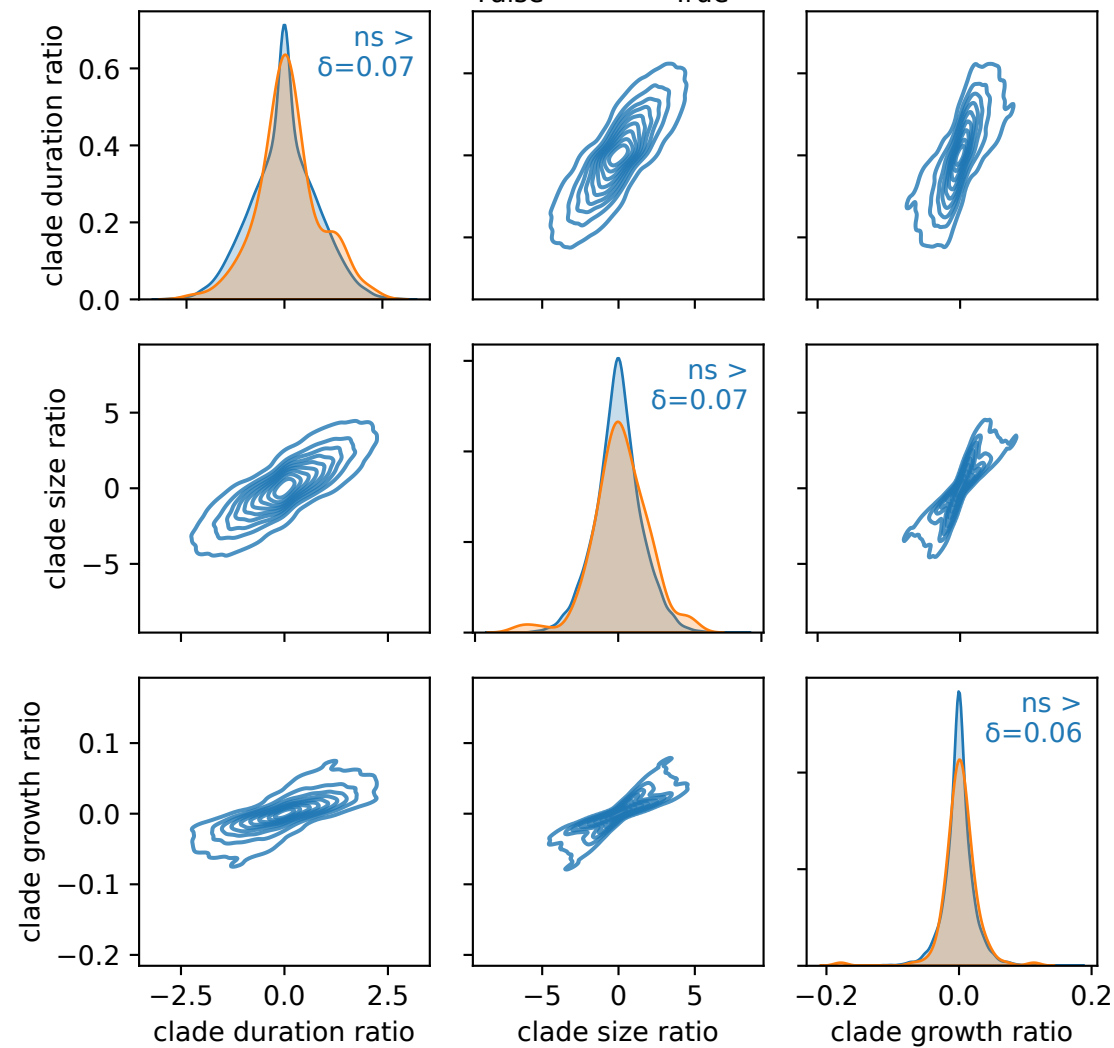 clade duration ratio
0.6
0.4
0.2
0.0
ns >
δ=0.07
clade size ratio
5
0
−5
ns >
δ=0.07
clade growth ratio
0.1
0.0
−0.1
−0.2
ns >
δ=0.06
−2.5 0.0 2.5
−5 0 5
−0.2 0.0 0.2
clade duration ratio
clade size ratio
clade growth ratio